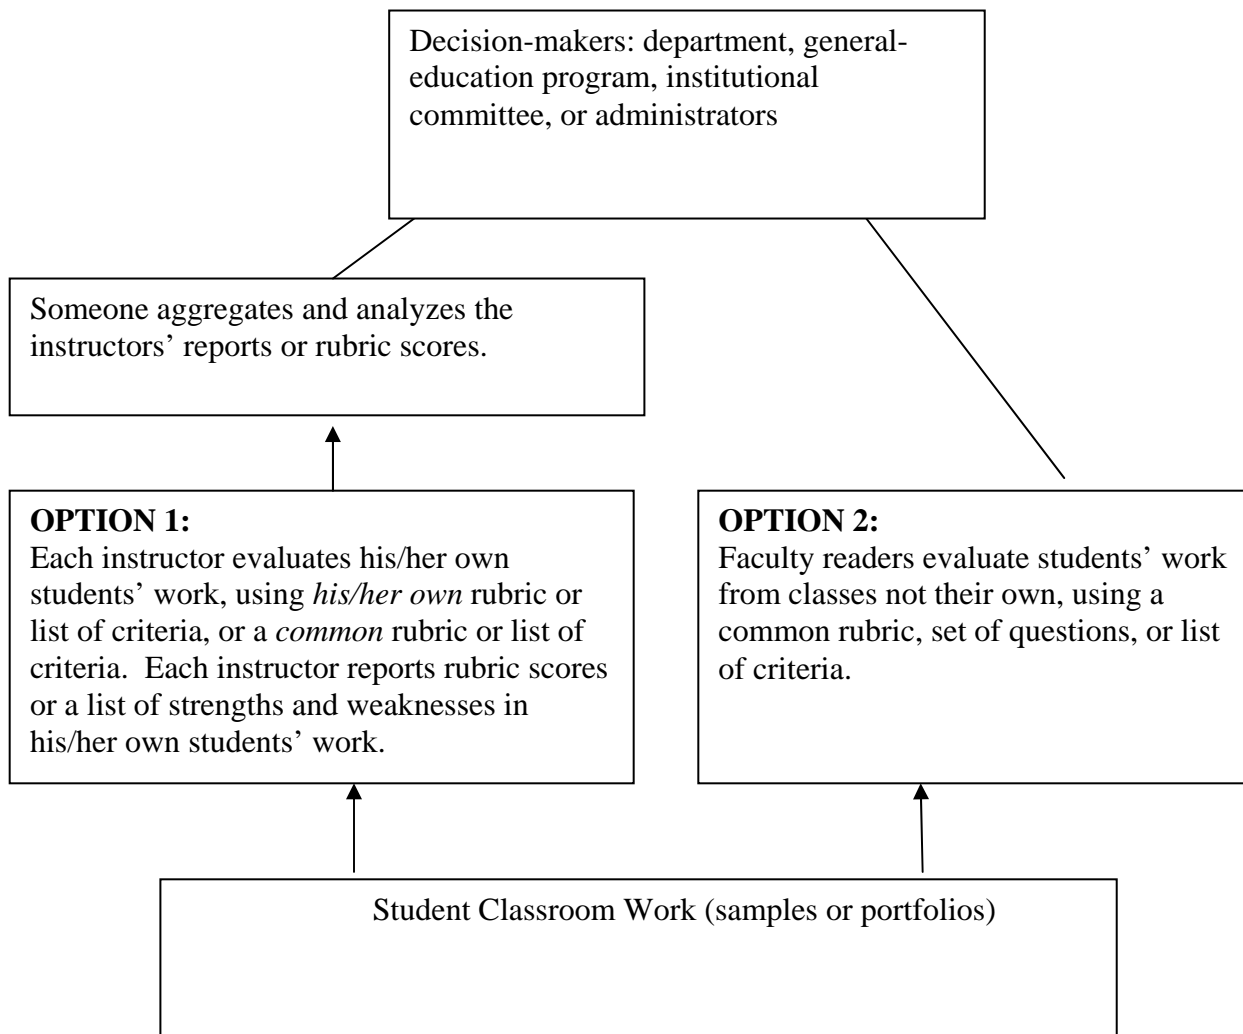 Decision-makers: department, general-
education program, institutional
committee, or administrators
Someone aggregates and analyzes the
instructors’ reports or rubric scores.
OPTION 1:
Each instructor evaluates his/her own
students’ work, using his/her own rubric or
list of criteria, or a common rubric or list of
criteria.  Each instructor reports rubric scores
or a list of strengths and weaknesses in
his/her own students’ work.
OPTION 2:
Faculty readers evaluate students’ work
from classes not their own, using a
common rubric, set of questions, or list
of criteria.
Student Classroom Work (samples or portfolios)